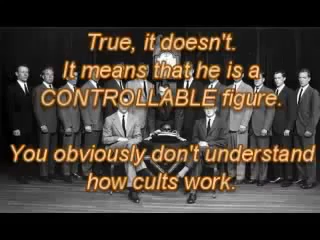 True, it doesn't.
It means that he is a
CONTROLLABLE figure.
You obviously don't understand
how cults work.